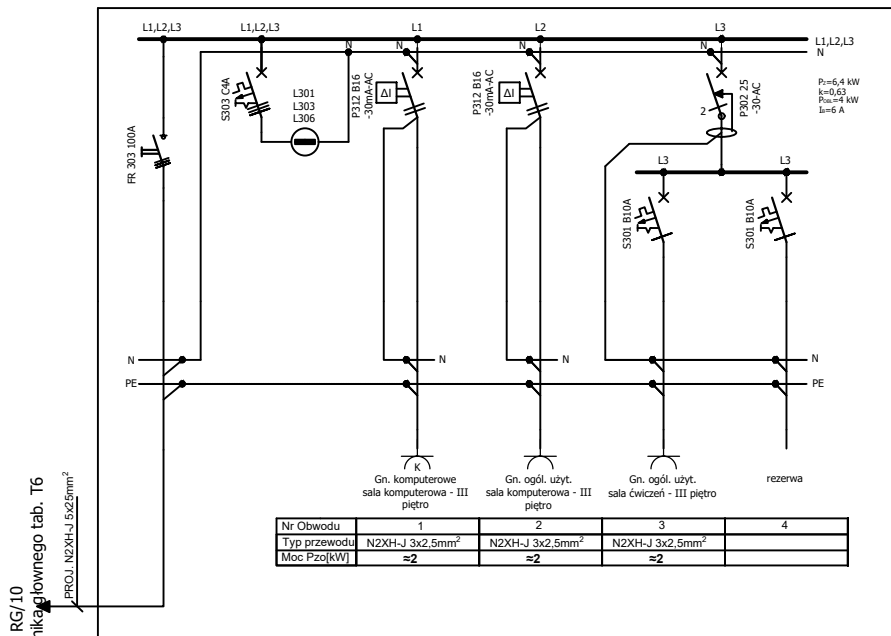 L1,L2,L3
L1,L2,L3
L1
L2
L3
L1,L2,L3
N
N
N
N
N
S303 C4A
L301
L303
L306
P312 B16
-30mA-AC
ΔI
P312 B16
-30mA-AC
ΔI
2
P302 25
-30-AC
Pz=6,4 kW
k=0,63
Pobl=4 kW
IB=6 A
FR 303 100A
L3
L3
S301 B10A
S301 B10A
N
N
N
N
PE
PE
K
Gn. komputerowe
sala komputerowa - III
piętro
Gn. ogól. użyt.
sala komputerowa - III
piętro
Gn. ogól. użyt.
sala ćwiczeń - III piętro
rezerwa
RG/10
nika głownego tab. T6
PROJ. N2XH-J 5x25mm²
Nr Obwodu 1 2 3 4
Typ przewodu N2XH-J 3x2,5mm² N2XH-J 3x2,5mm² N2XH-J 3x2,5mm²
Moc Pzo[kW] ≈2 ≈2 ≈2